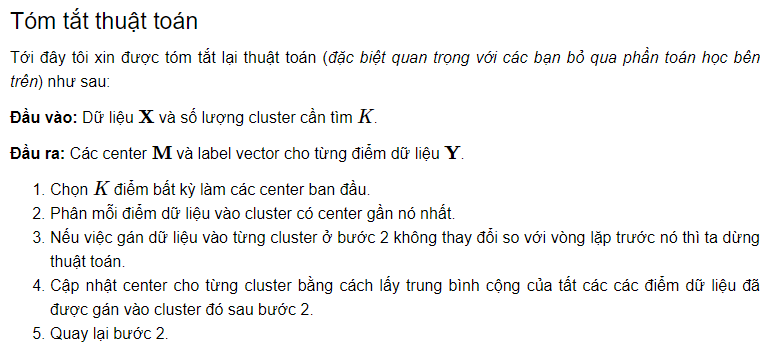 Tóm tắt thuật toán
Tới đây tôi xin được tóm tắt lại thuật toán (đặc biệt quan trọng với các bạn bỏ qua phần toán học bên
trên) như sau:
Đầu vào: Dữ liệu X và số lượng cluster cần tìm K.
Đầu ra: Các center M và label vector cho từng điểm dữ liệu Y.
1. Chọn K điểm bất kỳ làm các center ban đầu.
2. Phân mỗi điểm dữ liệu vào cluster có center gần nó nhất.
3. Nếu việc gán dữ liệu vào từng cluster ở bước 2 không thay đổi so với vòng lặp trước nó thì ta dừng
thuật toán.
4. Cập nhật center cho từng cluster bằng cách lấy trung bình cộng của tất các các điểm dữ liệu đã
được gán vào cluster đó sau bước 2.
5. Quay lại bước 2.